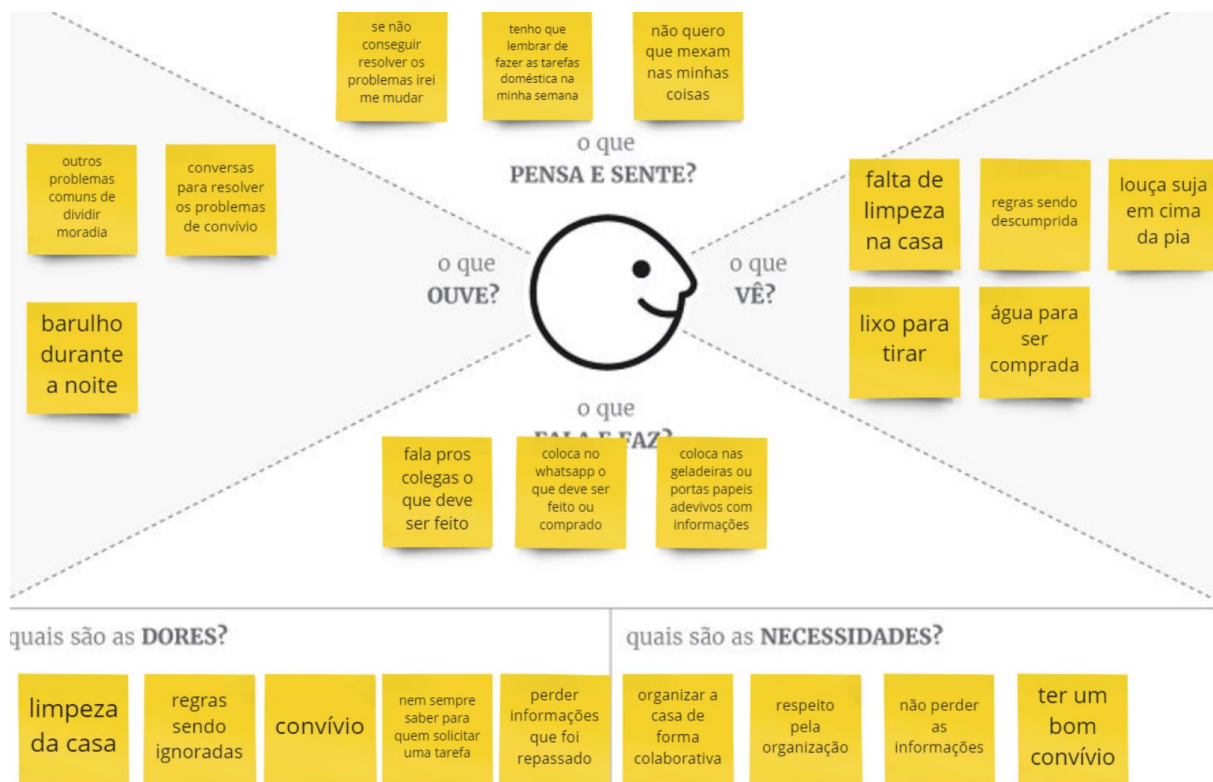 se não
conseguir
resolver os
problemas irei
me mudar
tenho que
lembrar de
fazer as tarefas
doméstica na
minha semana
não quero
que mexam
nas minhas
coisas
o que
PENSA E SENTE?
outros
problemas
comuns de
dividir
moradia
conversas
para resolver
os problemas
de convívio
barulho
durante
a noite
o que
OUVE?
o que
VÊ?
falta de
limpeza
na casa
regras sendo
descumprida
louça suja
em cima
da pia
lixo para
tirar
água para
ser
comprada
o que
FALA E FAZ?
fala pros
colegas o
que deve
ser feito
coloca no
whatsapp o
que deve ser
feito ou
comprado
coloca nas
geladeiras ou
portas papeis
adevivos com
informações
quais são as DORES?
limpeza
da casa
regras
sendo
ignoradas
convívio
nem sempre
saber para
quem solicitar
uma tarefa
perder
informações
que foi
repassado
quais são as NECESSIDADES?
organizar a
casa de
forma
colaborativa
respeito
pela
organização
não perder
as
informações
ter um
bom
convívio